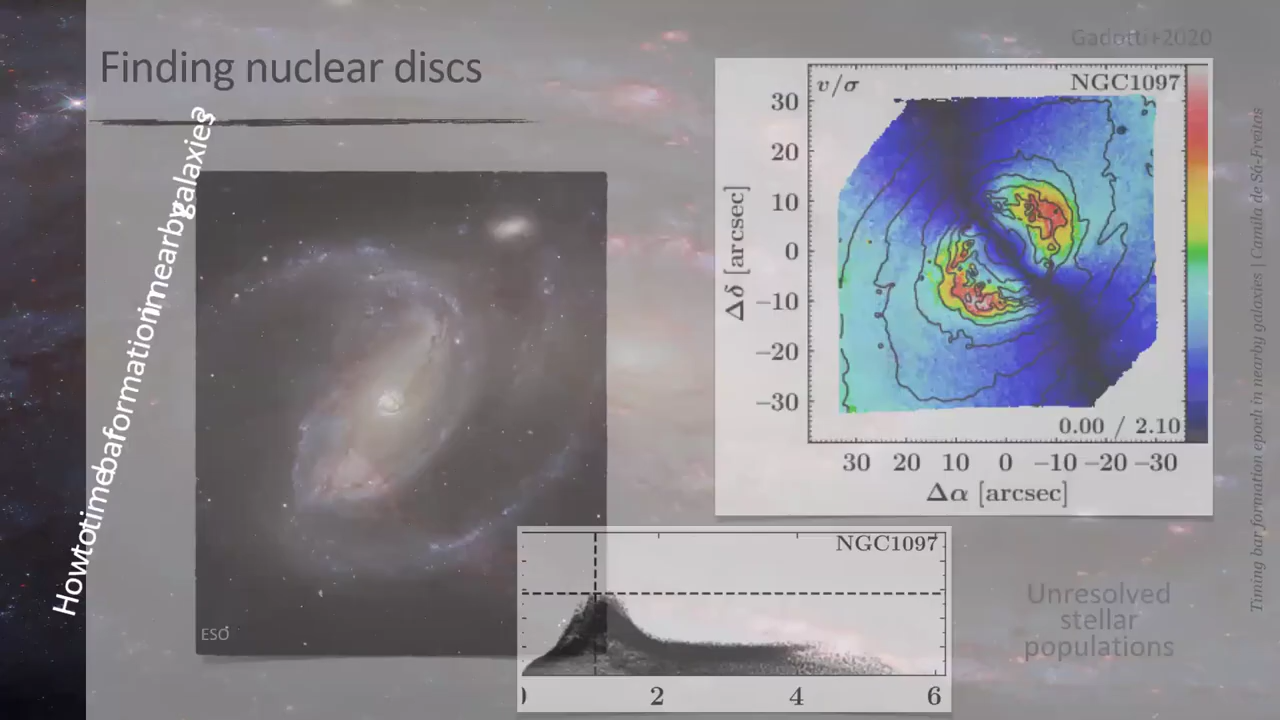 Gadotti+2020
Finding nuclear discs
How to time ba formation in nearby galaxies
v/σ
NGC1097
30
20
10
0
−10
−20
−30
Δδ [arcsec]
0.00 / 2.10
30 20 10 0 −10 −20 −30
Δα [arcsec]
ESO
NGC1097
2 4 6
Unresolved
stellar
populations
Timing bar formation epoch in nearby galaxies | Camila de Sá-Freitas